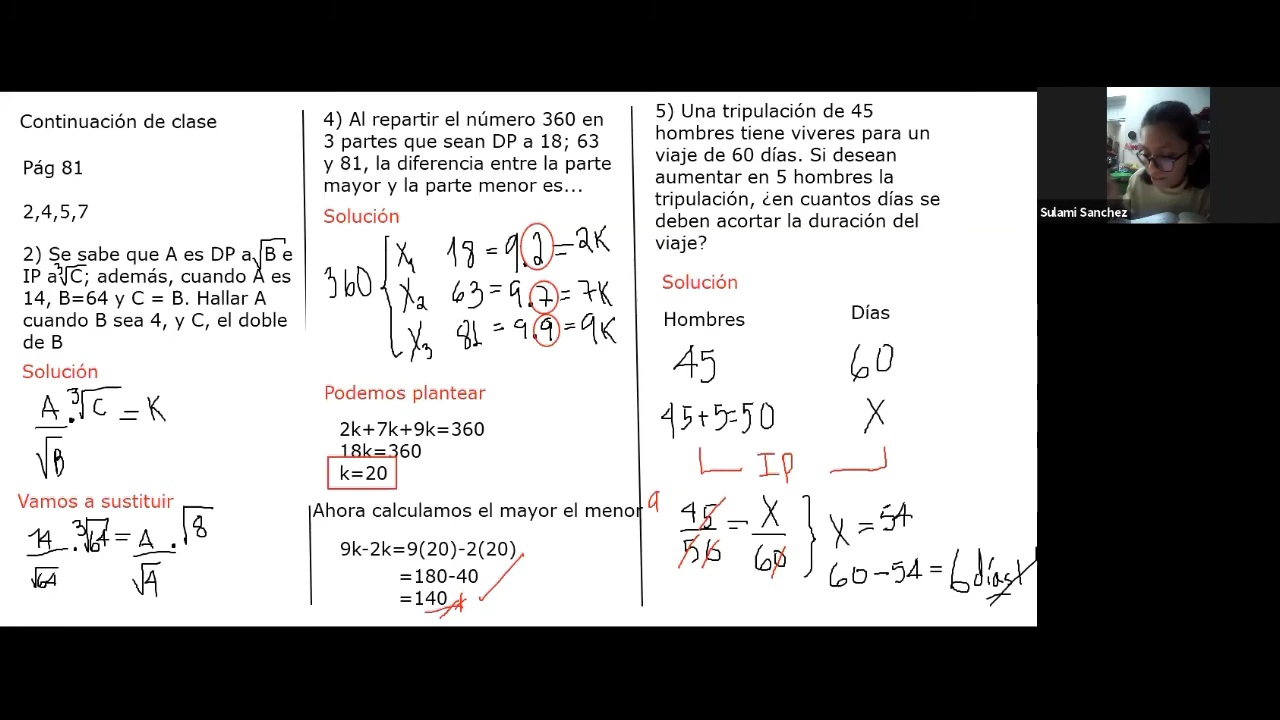 Continuación de clase
Pág 81
2,4,5,7
2) Se sabe que A es DP a √B e
IP a ∛C; además, cuando A es
14, B=64 y C = B. Hallar A
cuando B sea 4, y C, el doble
de B
Solución
A/√B . ∛C = K
Vamos a sustituir
14/√64 . ∛64 = A/√4 . √8
4) Al repartir el número 360 en
3 partes que sean DP a 18; 63
y 81, la diferencia entre la parte
mayor y la parte menor es...
Solución
360
X₁ 18 = 9.2 = 2K
X₂ 63 = 9.7 = 7K
X₃ 81 = 9.9 = 9K
Podemos plantear
2k+7k+9k=360
18k=360
k=20
Ahora calculamos el mayor el menor
9k-2k=9(20)-2(20)
=180-40
=140
5) Una tripulación de 45
hombres tiene viveres para un
viaje de 60 días. Si desean
aumentar en 5 hombres la
tripulación, ¿en cuantos días se
deben acortar la duración del
viaje?
Solución
Hombres Días
45 60
45+5=50 X
IP
9
45/50 = X/60
X = 54
60-54 = 6 días
Sulami Sanchez